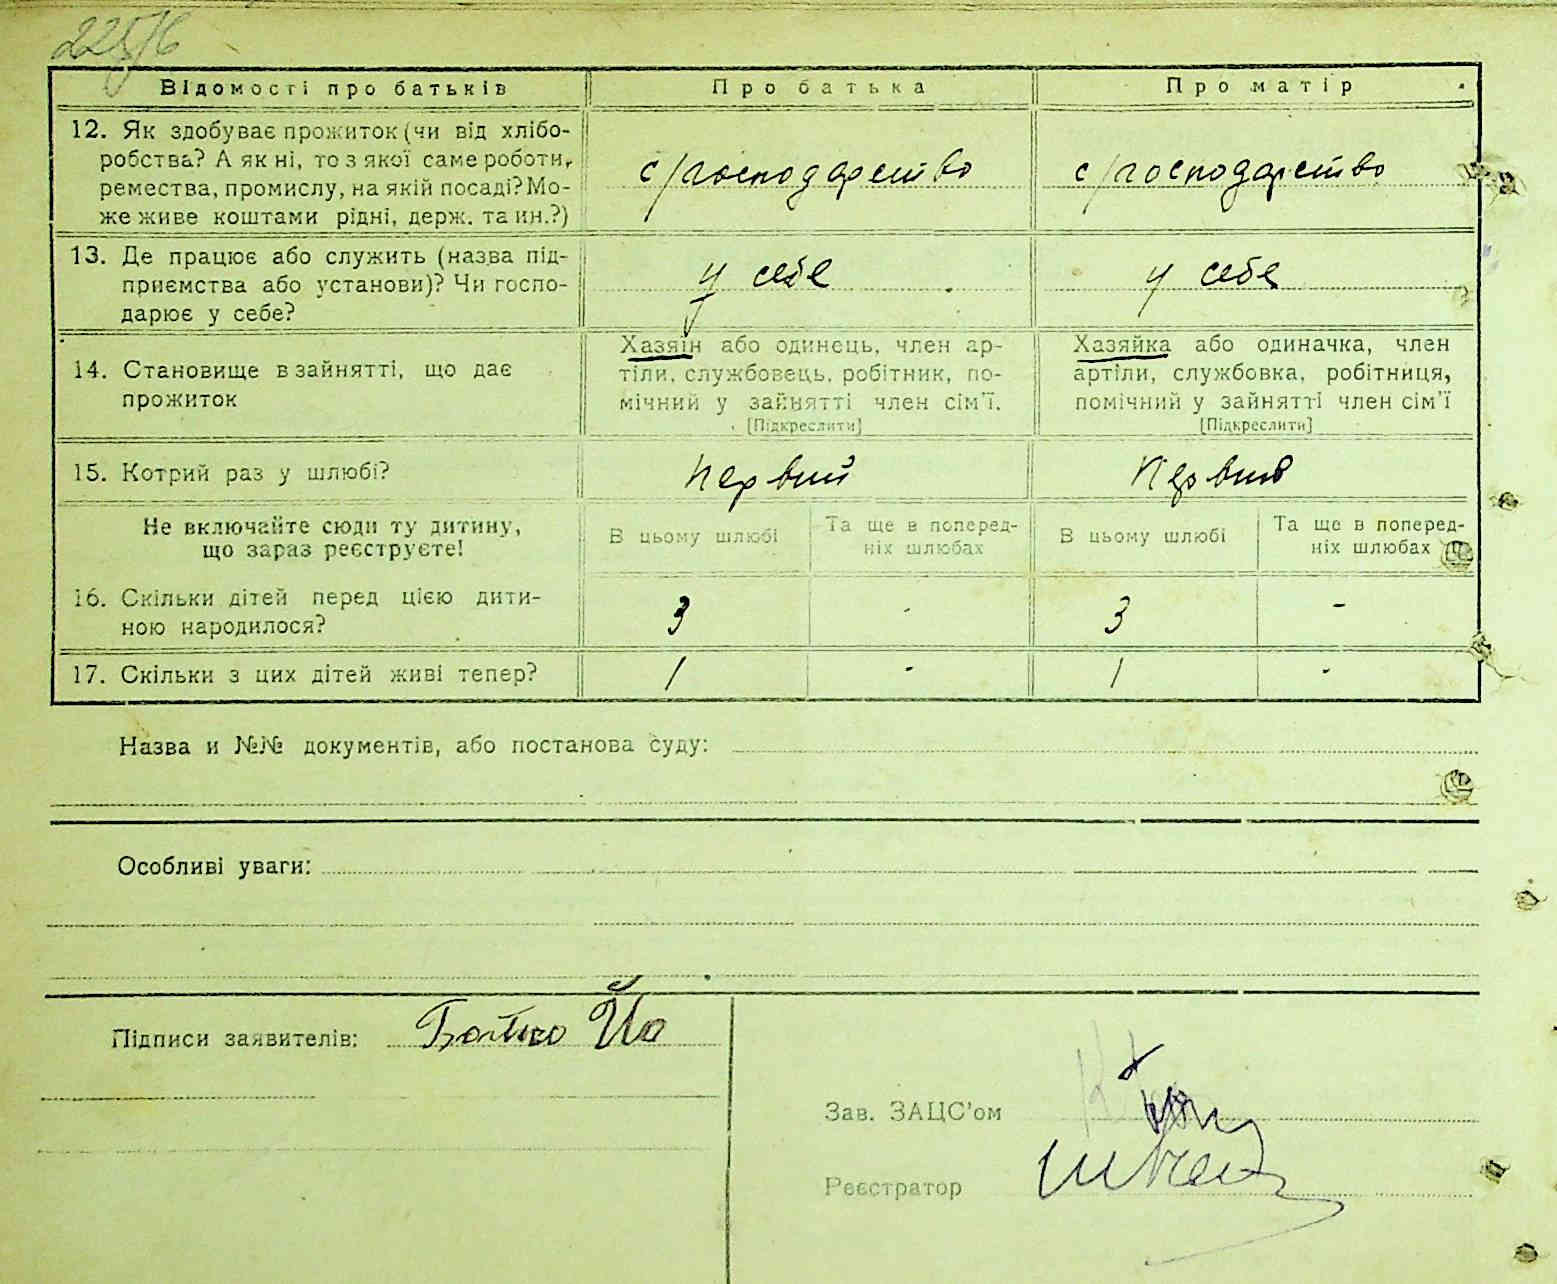 225/6
Відомості про батьків Про батька Про матір
12. Як здобуває прожиток (чи від хлібо-
робства? А як ні, то з якої саме роботи,
ремества, промислу, на якій посаді? Мо-
же живе коштами рідні, держ. та ин.?)
с/господарство с/господарство
13. Де працює або служить (назва під-
приємства або установи)? Чи госпо-
дарює у себе?
у себе у себе
14. Становище в зайнятті, що дає
прожиток
Хазяїн або одинець, член ар-
тіли, службовець, робітник, по-
мічний у зайнятті член сім'ї.
[Підкреслити]
Хазяйка або одиначка, член
артіли, службовка, робітниця,
помічний у зайнятті член сім'ї
[Підкреслити]
15. Котрий раз у шлюбі? первий первий
Не включайте сюди ту дитину,
що зараз реєструєте!
В цьому шлюбі
Та ще в поперед-
ніх шлюбах
В цьому шлюбі
Та ще в поперед-
ніх шлюбах
16. Скільки дітей перед цією дити-
ною народилося?
3 - 3 -
17. Скільки з цих дітей живі тепер? 1 - 1 -
Назва и №№ документів, або постанова суду:
Особливі уваги:
Підписи заявителів:
Зав. ЗАЦС'ом
Реєстратор